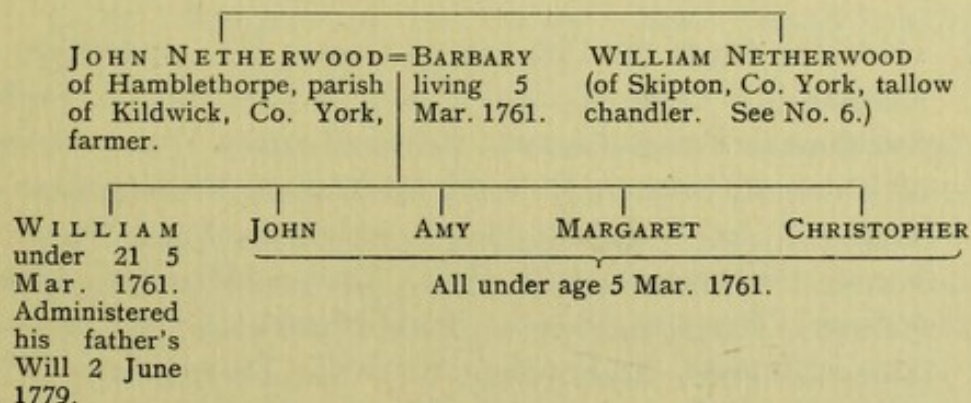 JOHN NETHERWOOD=BARBARY
of Hamblethorpe, parish
of Kildwick, Co. York,
farmer.
living 5
Mar. 1761.
WILLIAM NETHERWOOD
(of Skipton, Co. York, tallow
chandler. See No. 6.)
WILLIAM
under 21 5
Mar. 1761.
Administered
his father's
Will 2 June
1779.
JOHN
AMY
MARGARET
CHRISTOPHER
All under age 5 Mar. 1761.